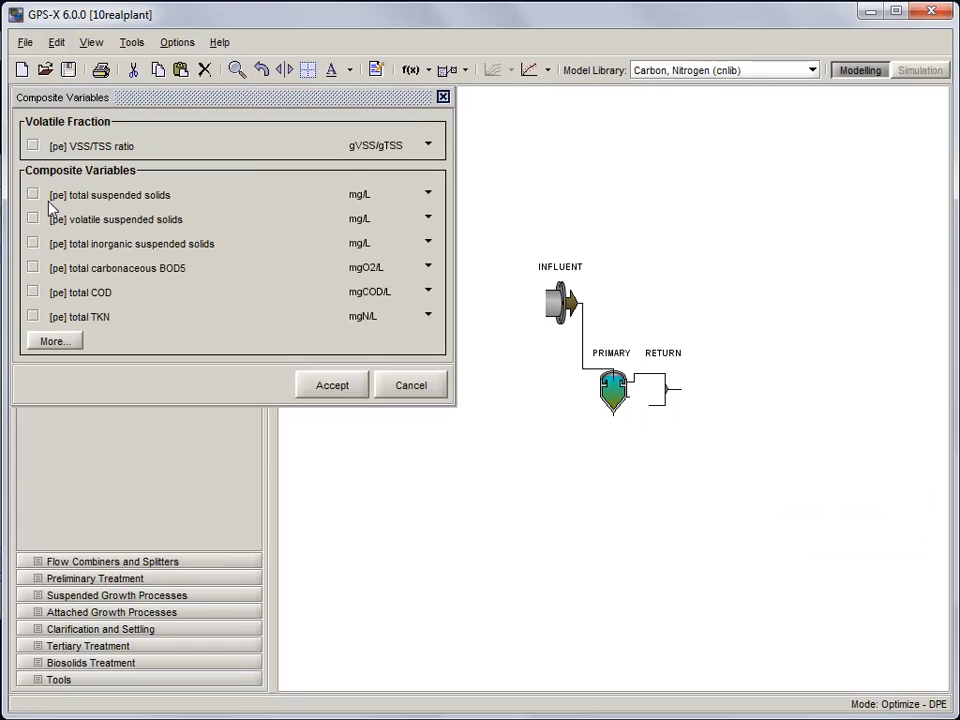 GPS-X 6.0.0 [10realplant]
File Edit View Tools Options Help
A f(x) Model Library: Carbon, Nitrogen (cnlib) Modelling Simulation
Composite Variables
Volatile Fraction
[pe] VSS/TSS ratio gVSS/gTSS
Composite Variables
[pe] total suspended solids mg/L
[pe] volatile suspended solids mg/L
[pe] total inorganic suspended solids mg/L
[pe] total carbonaceous BOD5 mgO2/L
[pe] total COD mgCOD/L
[pe] total TKN mgN/L
More...
Accept Cancel
INFLUENT
PRIMARY RETURN
Flow Combiners and Splitters
Preliminary Treatment
Suspended Growth Processes
Attached Growth Processes
Clarification and Settling
Tertiary Treatment
Biosolids Treatment
Tools
Mode: Optimize - DPE